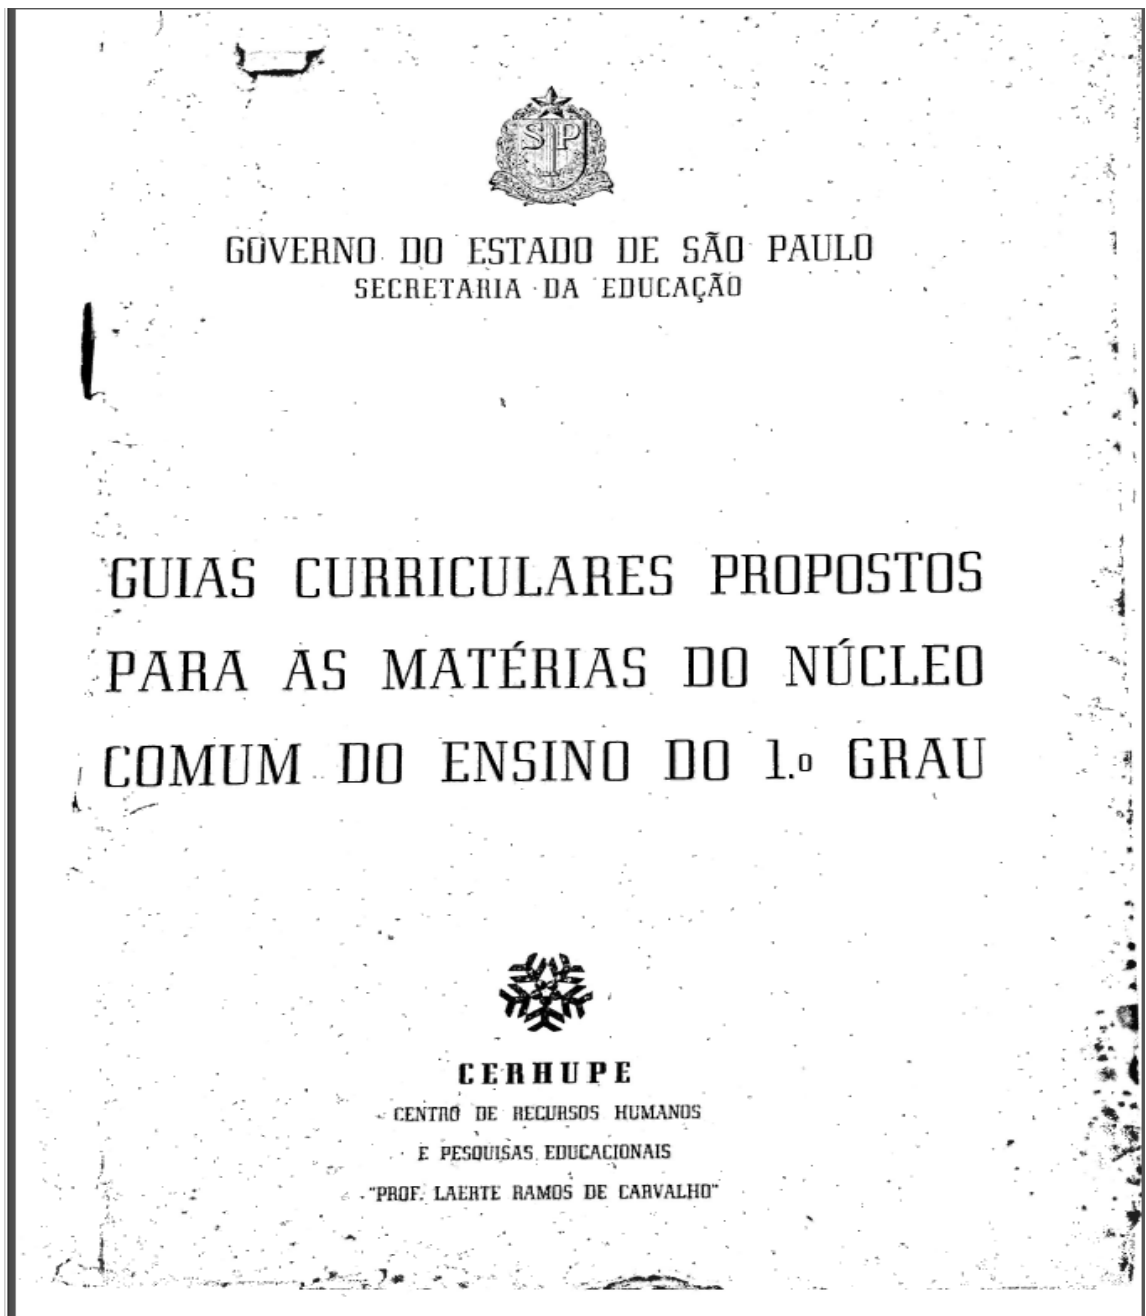 SP
GOVERNO DO ESTADO DE SÃO PAULO
SECRETARIA DA EDUCAÇÃO
GUIAS CURRICULARES PROPOSTOS
PARA AS MATÉRIAS DO NÚCLEO
COMUM DO ENSINO DO 1.º GRAU
CERHUPE
CENTRO DE RECURSOS HUMANOS
E PESQUISAS EDUCACIONAIS
"PROF. LAERTE RAMOS DE CARVALHO"